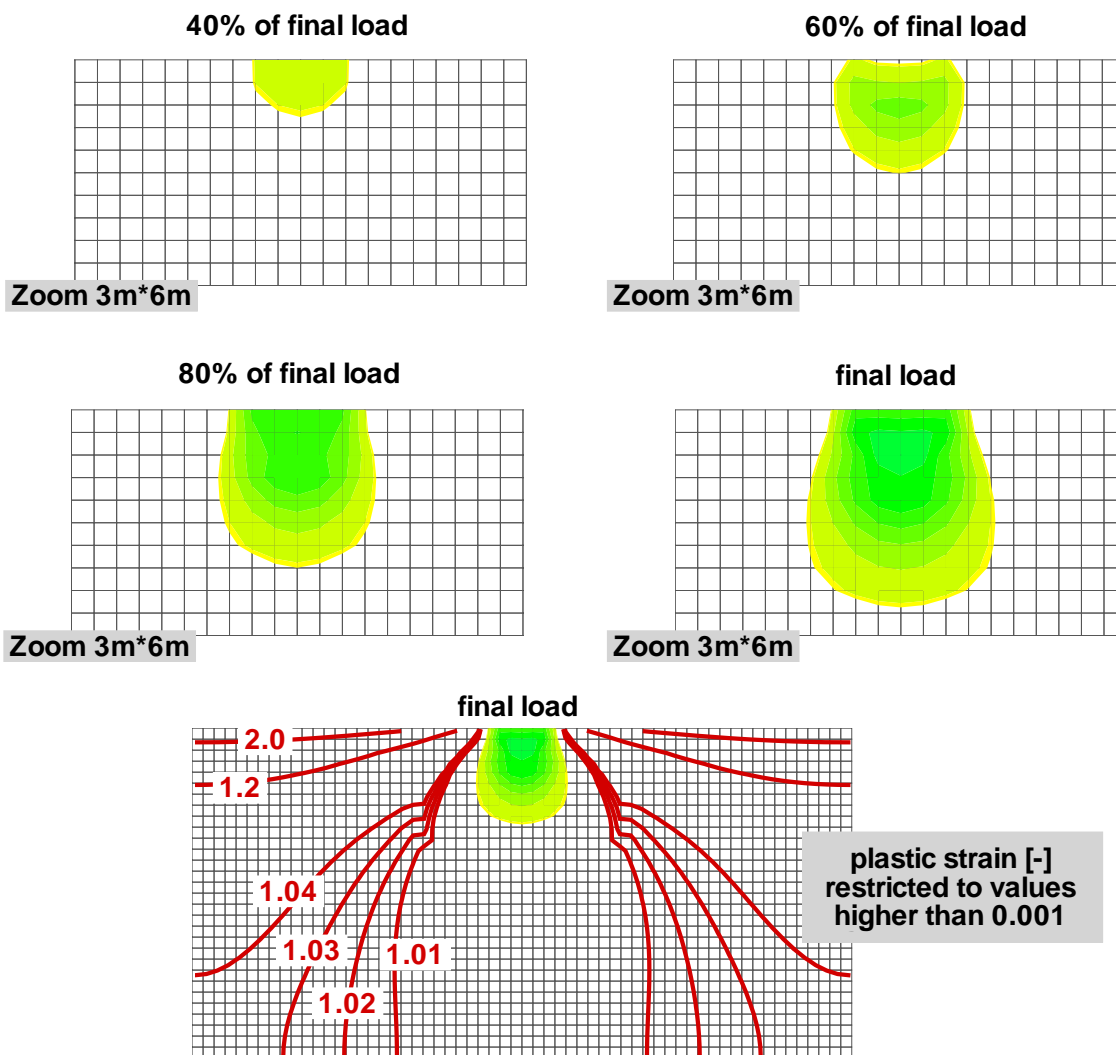 40% of final load
60% of final load
Zoom 3m*6m
Zoom 3m*6m
80% of final load
final load
Zoom 3m*6m
Zoom 3m*6m
final load
2.0
1.2
1.04
1.03
1.01
1.02
plastic strain [-]
restricted to values
higher than 0.001